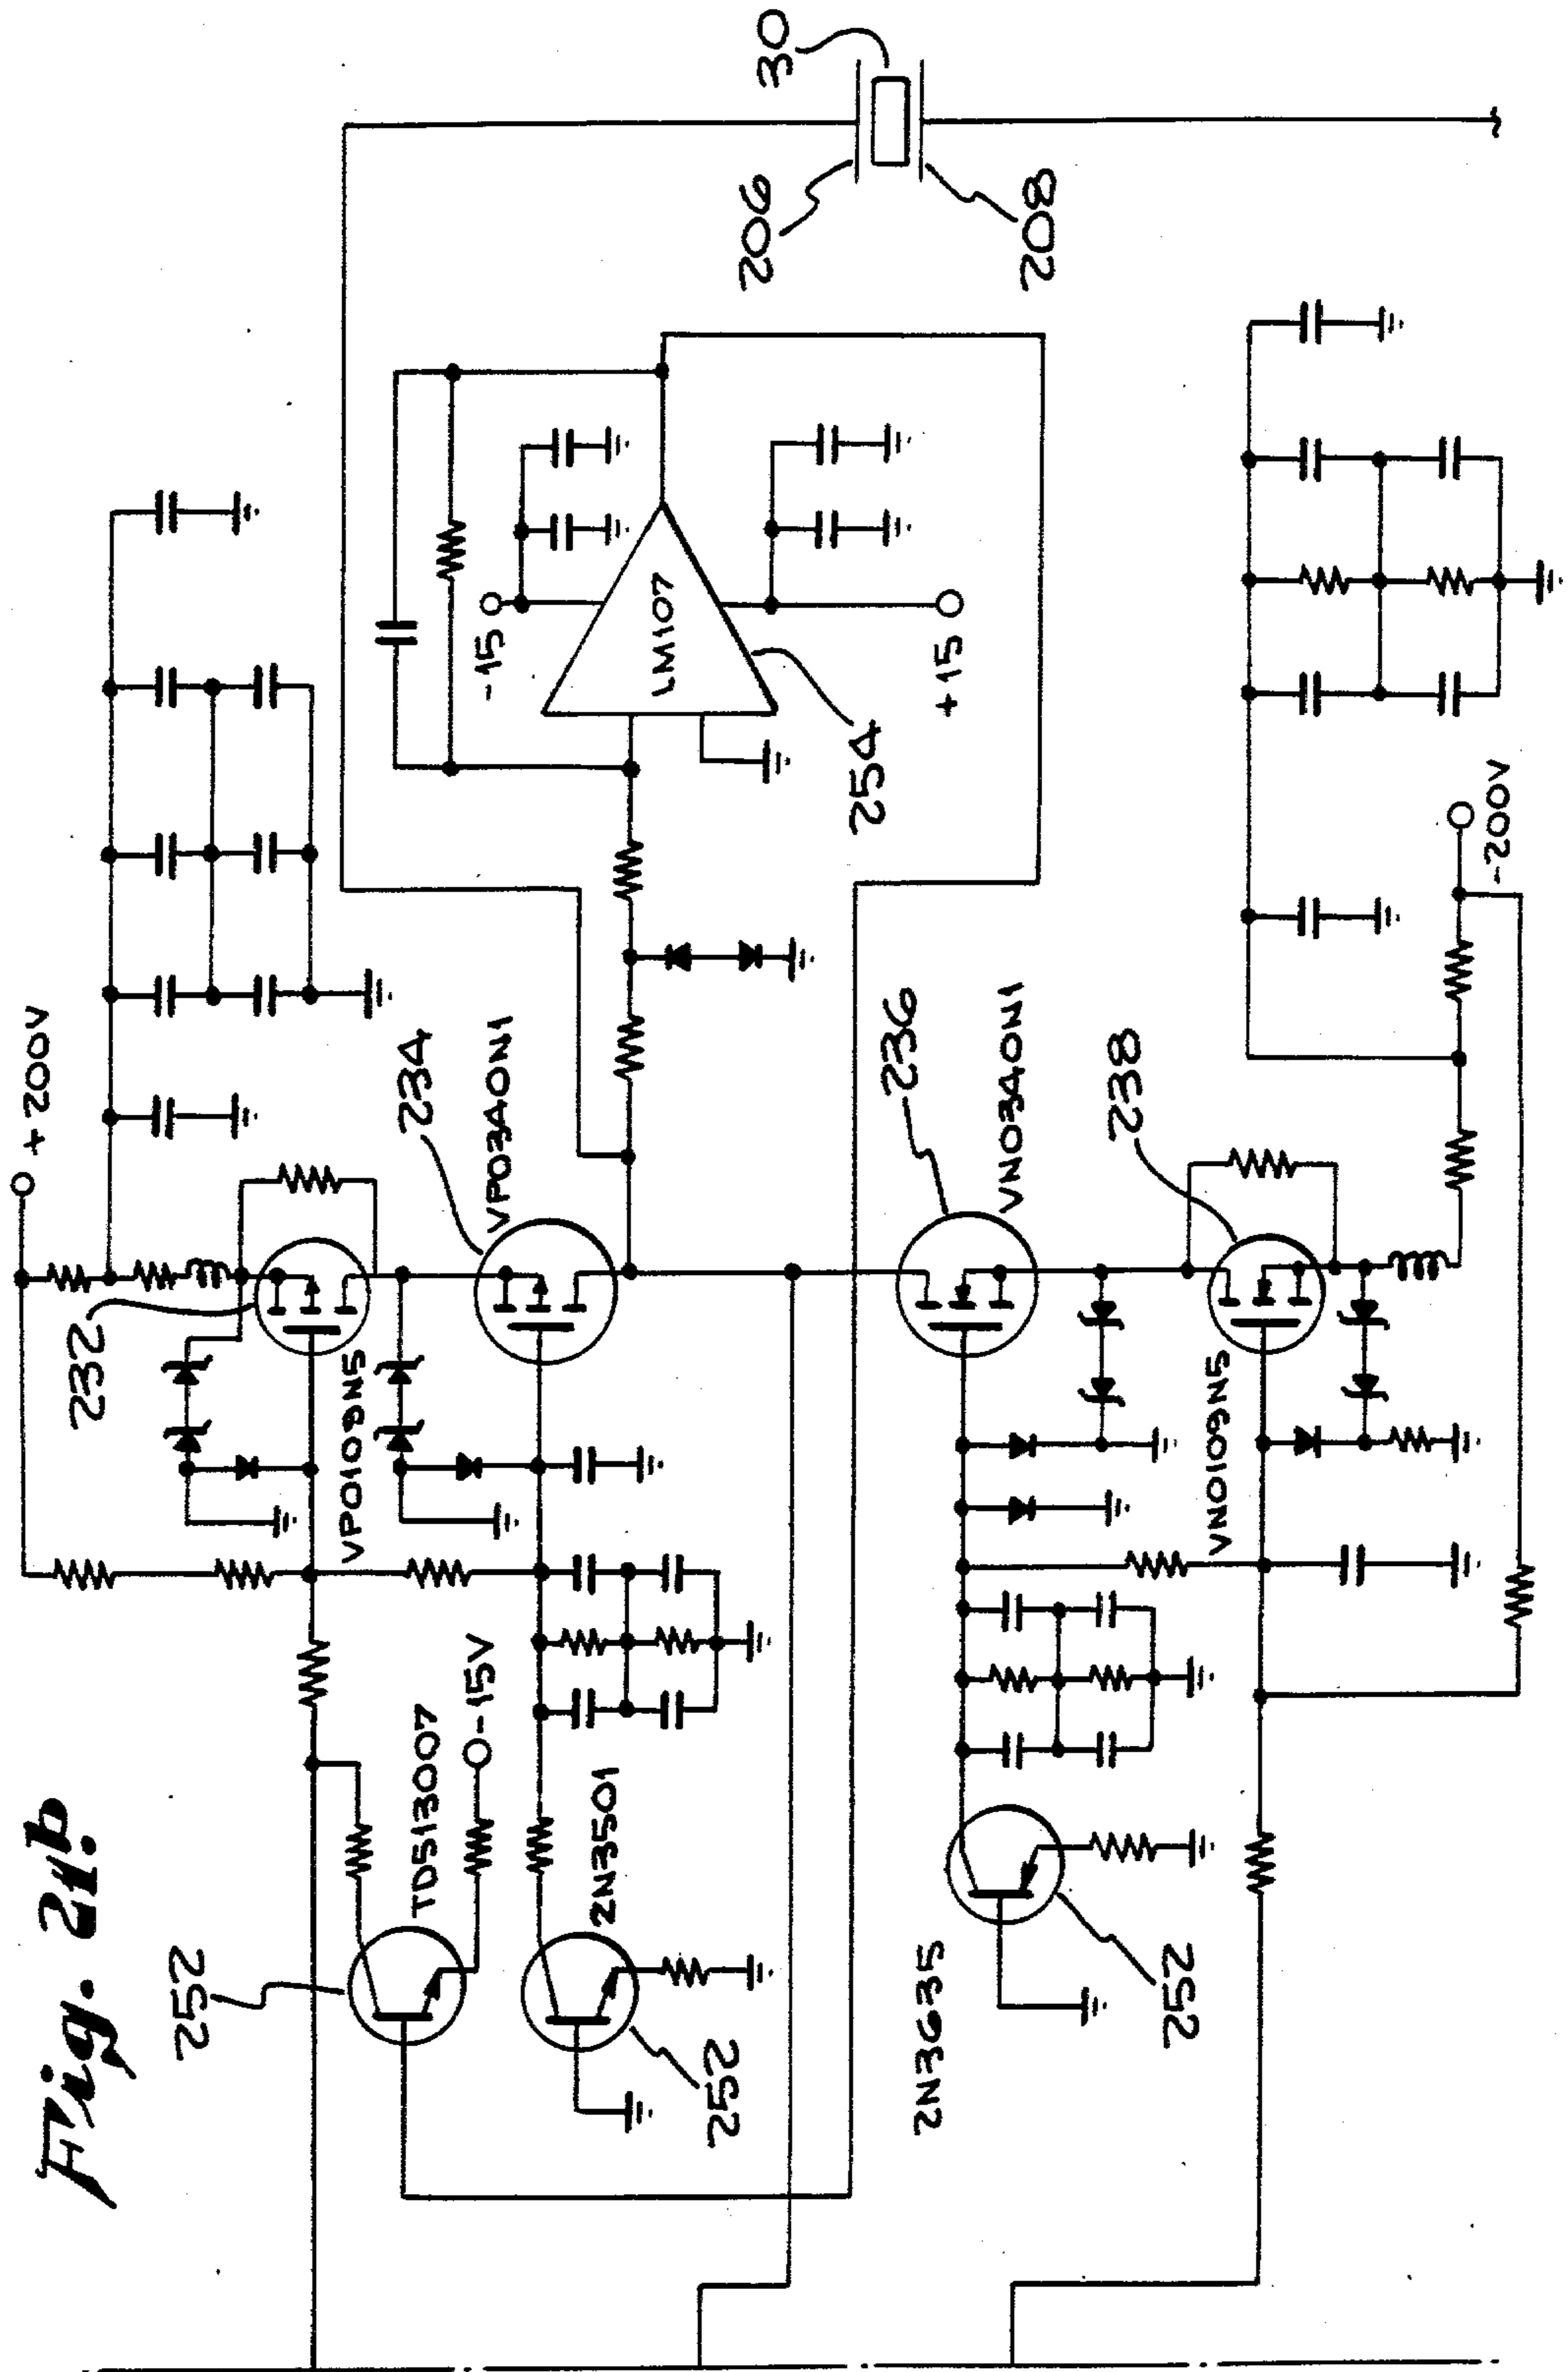 Fig. 21b.
+200V
232
VP0109N5
234
VP0340N1
252
TD513007
-15V
2N3501
252
-15
LM107
254
+15
206
30
208
236
VN0340N1
238
VN0109N5
2N3635
252
-200V